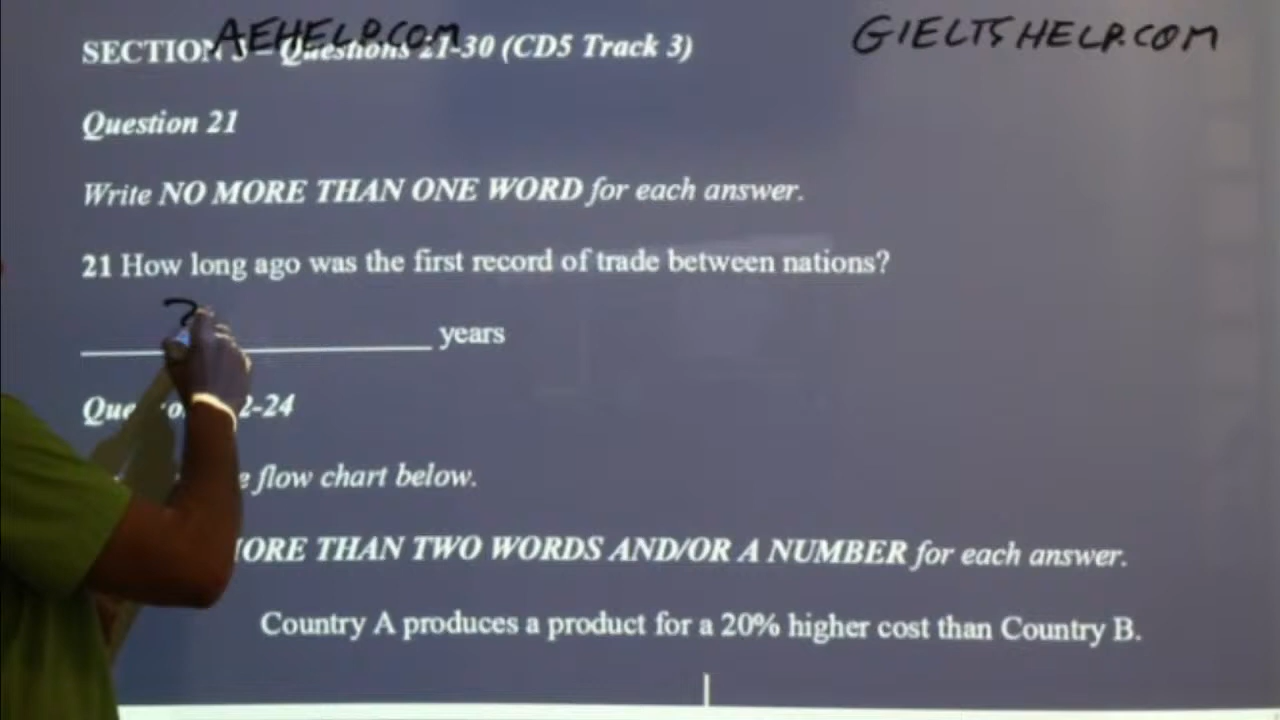 AEHELP.COM GIELTSHELP.COM
SECTION – Questions 21-30 (CD5 Track 3)
Question 21
Write NO MORE THAN ONE WORD for each answer.
21 How long ago was the first record of trade between nations?
years
2-24
flow chart below.
THAN TWO WORDS AND/OR A NUMBER for each answer.
Country A produces a product for a 20% higher cost than Country B.